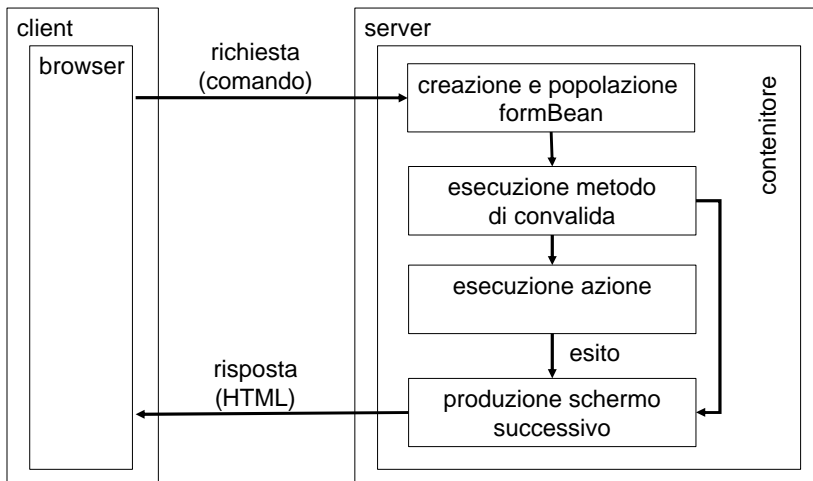 client
server
browser
richiesta
(comando)
creazione e popolazione
formBean
contenitore
esecuzione metodo
di convalida
esecuzione azione
esito
risposta
(HTML)
produzione schermo
successivo